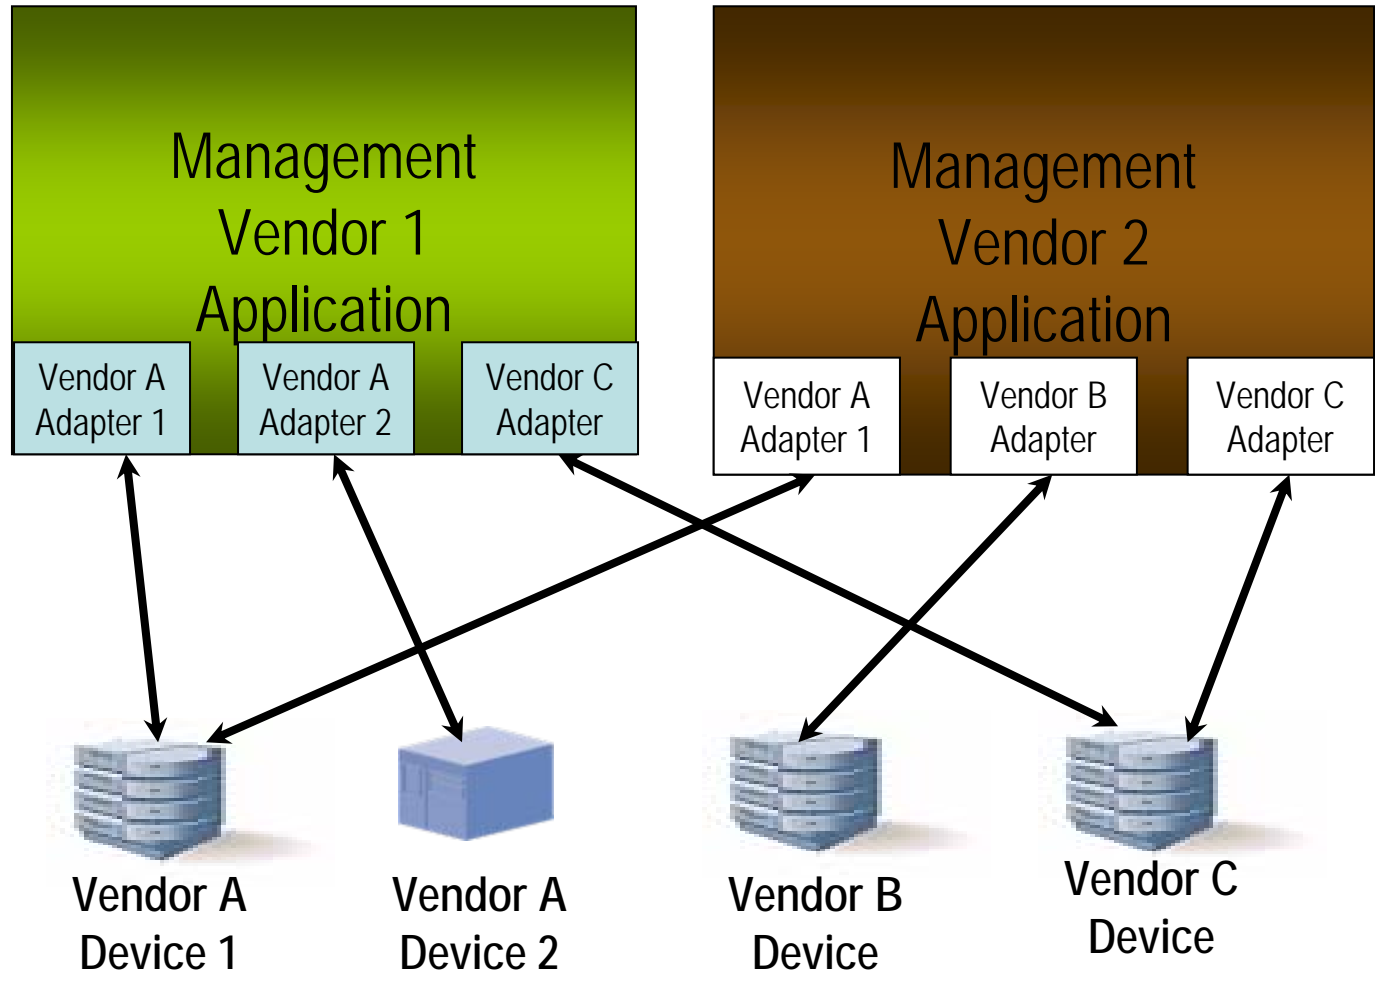 Management
Vendor 1
Application
Management
Vendor 2
Application
Vendor A
Adapter 1
Vendor A
Adapter 2
Vendor C
Adapter
Vendor A
Adapter 1
Vendor B
Adapter
Vendor C
Adapter
Vendor A
Device 1
Vendor A
Device 2
Vendor B
Device
Vendor C
Device